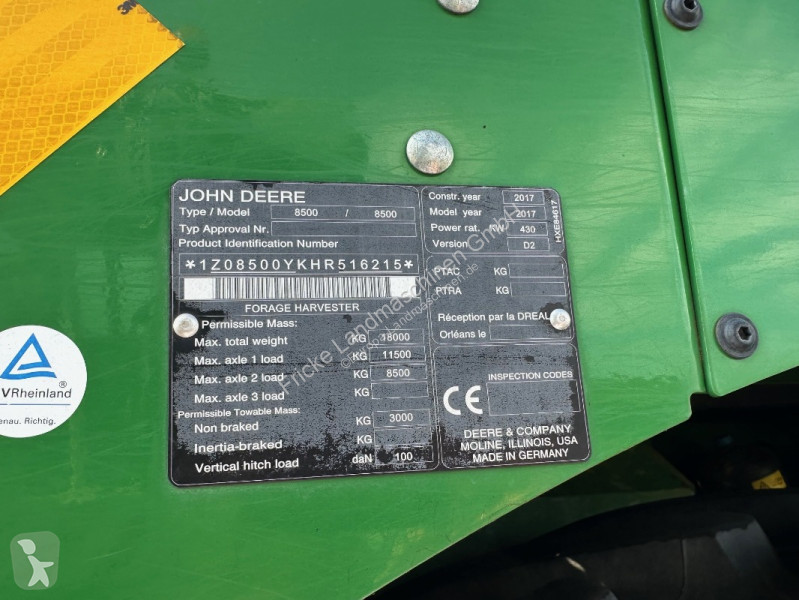 JOHN DEERE
Type / Model 8500 / 8500
Typ Approval Nr.
Product Identification Number
*1Z08500YKHR516215*
FORAGE HARVESTER
Permissible Mass:
Max. total weight KG 18000
Max. axle 1 load KG 11500
Max. axle 2 load KG 8500
Max. axle 3 load KG
Permissible Towable Mass:
Non braked KG 3000
Inertia-braked KG
Vertical hitch load daN 100
Constr. year 2017
Model year 2017
Power rat. KW 430
Version D2
HXE84617
PTAC KG
PTRA KG
Réception par la DREAL
Orléans le
INSPECTION CODES
CE
DEERE & COMPANY
MOLINE, ILLINOIS, USA
MADE IN GERMANY
VRheinland®
enau. Richtig.
Fricke Landmaschinen GmbH